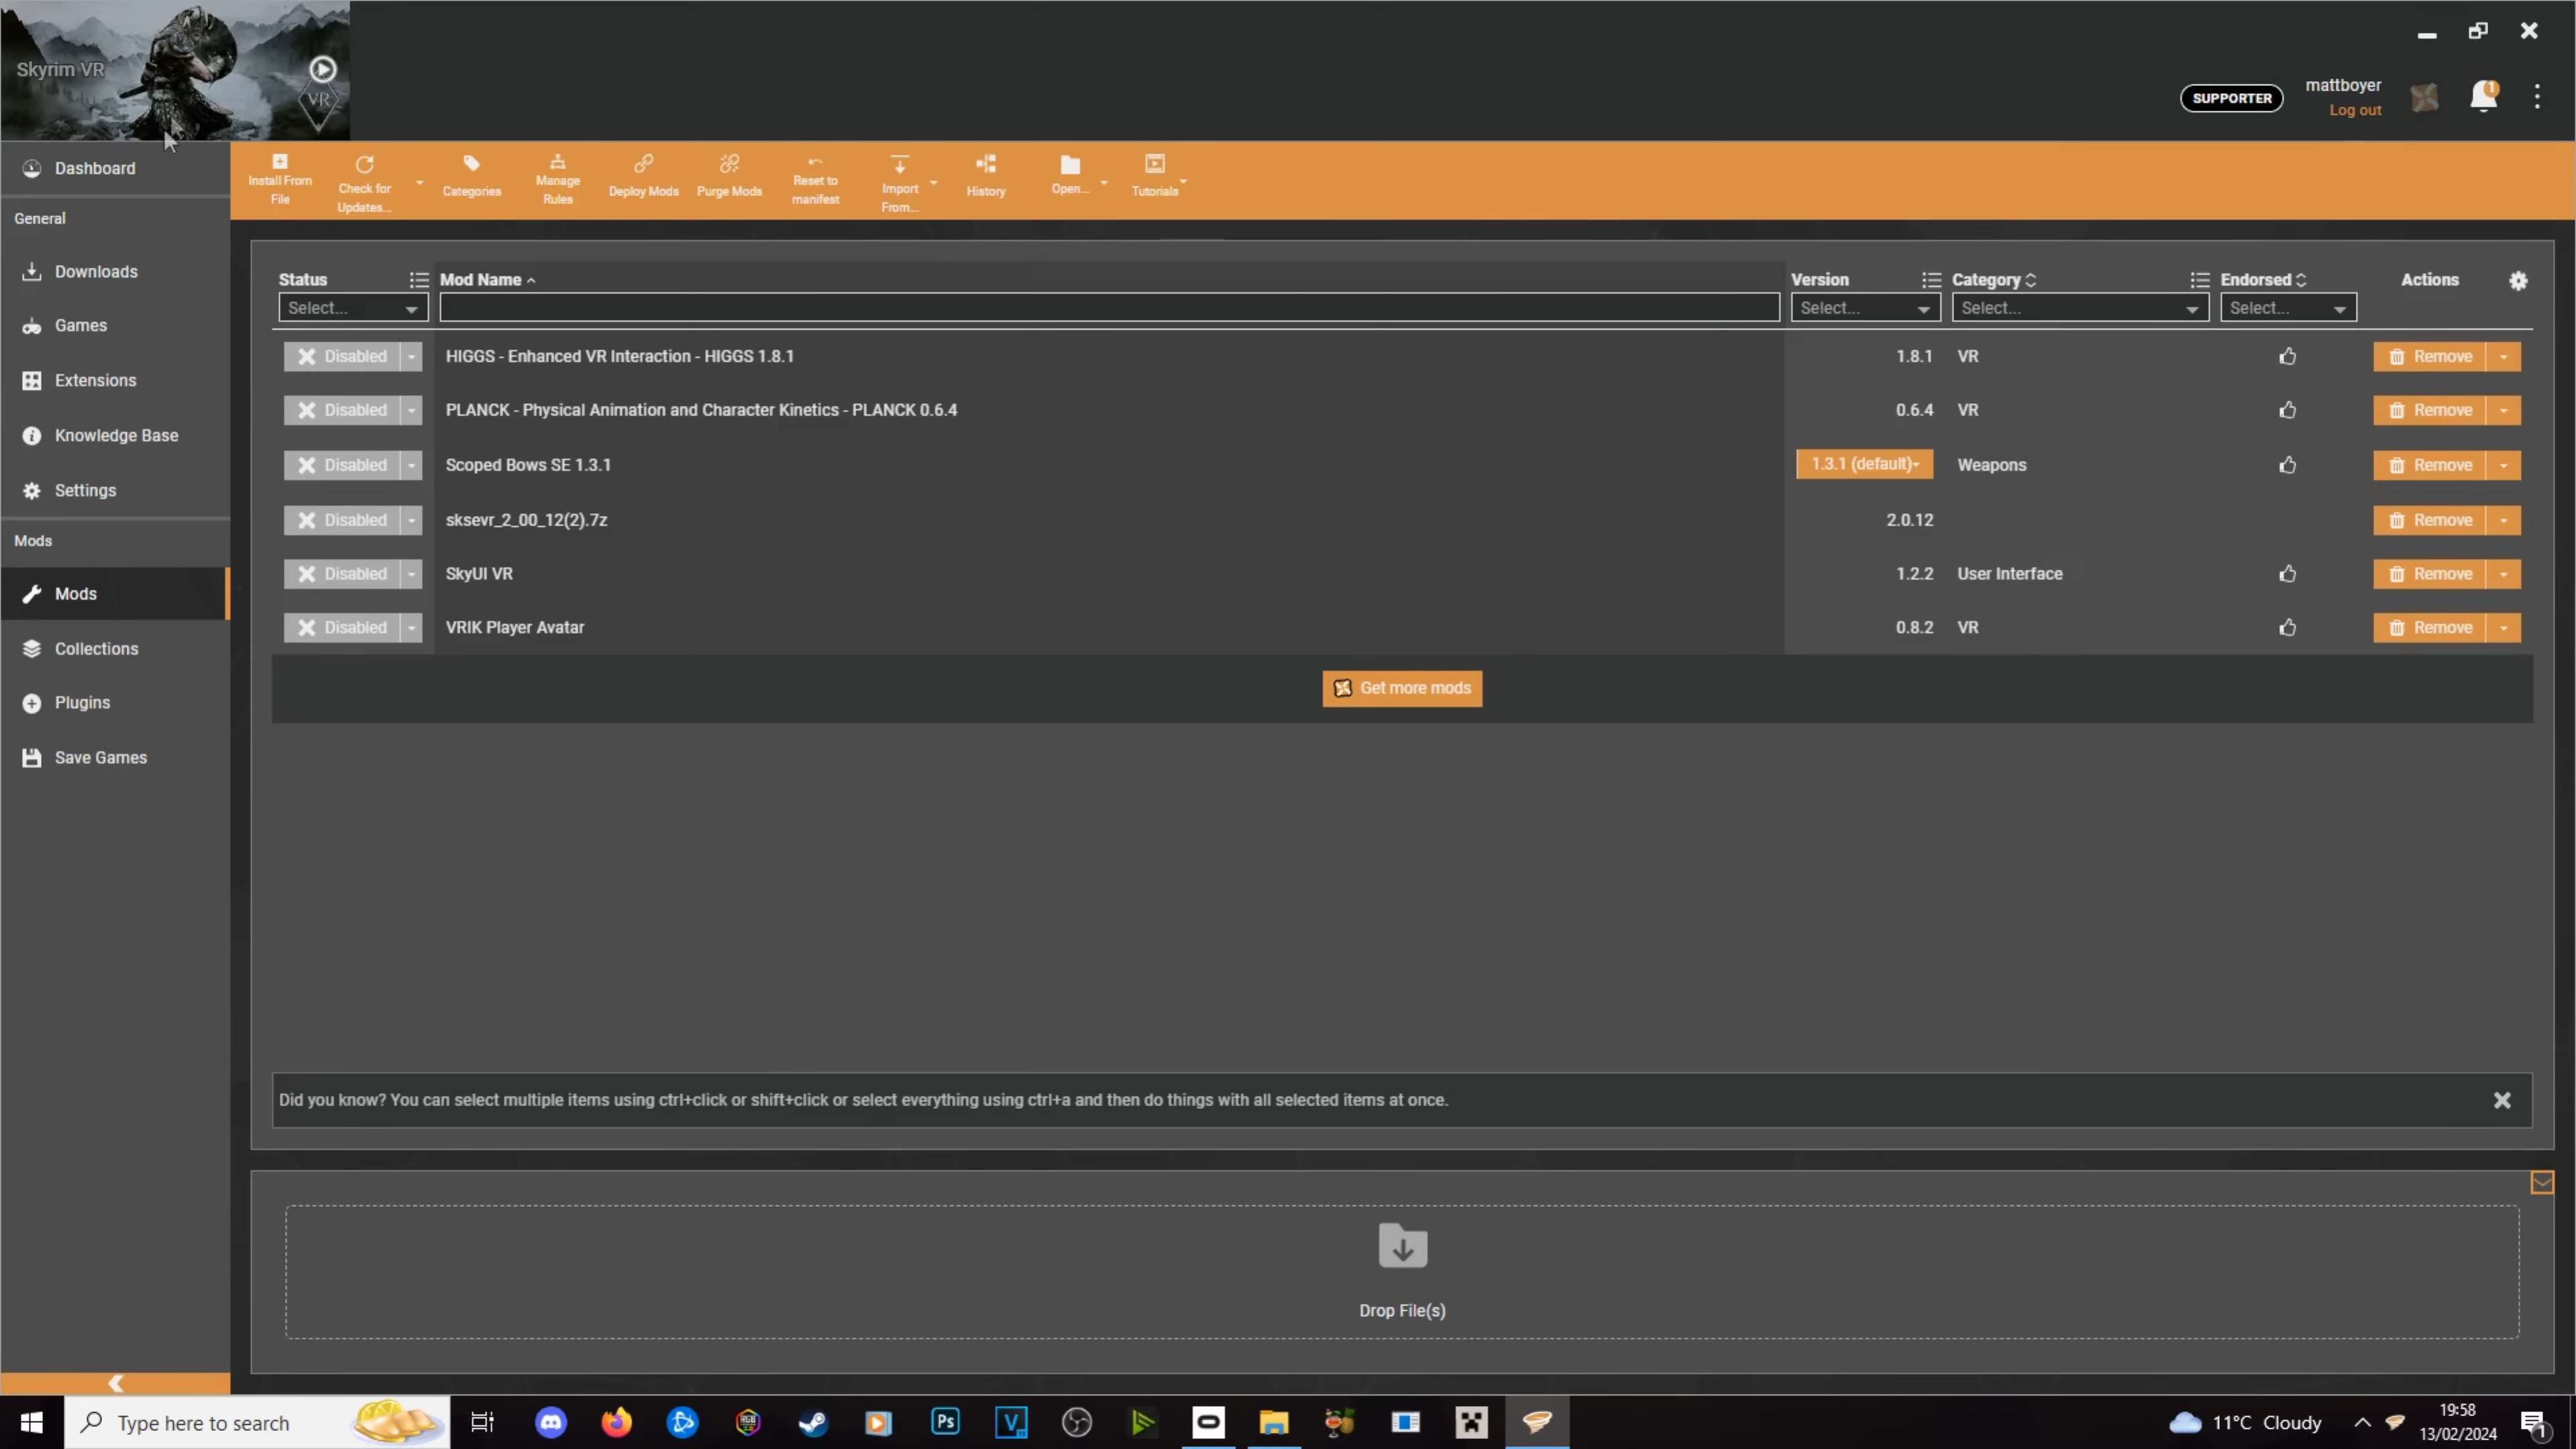 Skyrim VR
VR
SUPPORTER
mattboyer
Log out
1
Dashboard
General
Downloads
Games
Extensions
Knowledge Base
Settings
Mods
Mods
Collections
Plugins
Save Games
Install From
File
Check for
Updates...
Categories
Manage
Rules
Deploy Mods
Purge Mods
Reset to
manifest
Import
From...
History
Open...
Tutorials
Status
Mod Name
Version
Category
Endorsed
Actions
Select...
Select...
Select...
Select...
Disabled HIGGS - Enhanced VR Interaction - HIGGS 1.8.1 1.8.1 VR Remove
Disabled PLANCK - Physical Animation and Character Kinetics - PLANCK 0.6.4 0.6.4 VR Remove
Disabled Scoped Bows SE 1.3.1 1.3.1 (default) Weapons Remove
Disabled sksevr_2_00_12(2).7z 2.0.12 Remove
Disabled SkyUI VR 1.2.2 User Interface Remove
Disabled VRIK Player Avatar 0.8.2 VR Remove
Get more mods
Did you know? You can select multiple items using ctrl+click or shift+click or select everything using ctrl+a and then do things with all selected items at once.
Drop File(s)
Type here to search
Ps
V
11°C Cloudy
19:58
13/02/2024
1